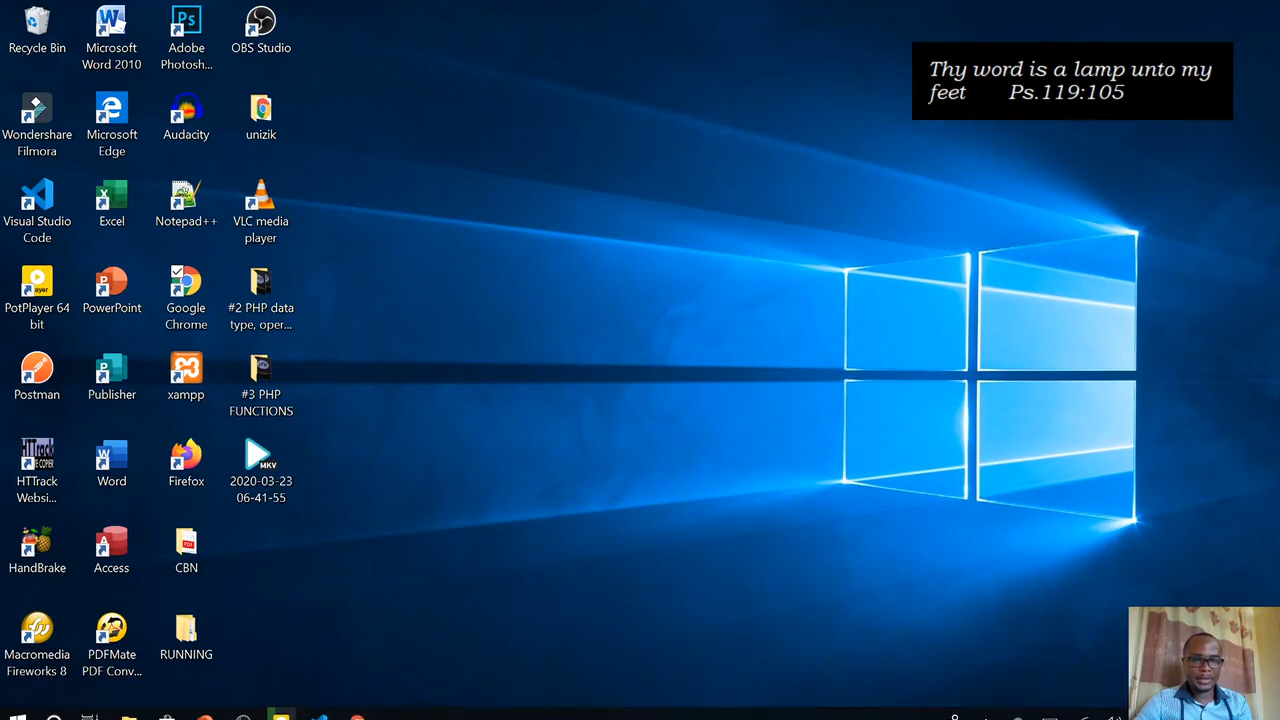 Recycle Bin
Microsoft
Word 2010
Adobe
Photosh...
OBS Studio
Thy word is a lamp unto my
feet Ps.119:105
Wondershare
Filmora
Microsoft
Edge
Audacity
unizik
Visual Studio
Code
Excel
Notepad++
VLC media
player
PotPlayer 64
bit
PowerPoint
Google
Chrome
#2 PHP data
type, oper...
Postman
Publisher
xampp
#3 PHP
FUNCTIONS
HTTrack
Websi...
Word
Firefox
MKV
2020-03-23
06-41-55
HandBrake
Access
PDF
CBN
Macromedia
Fireworks 8
PDFMate
PDF Conv...
RUNNING